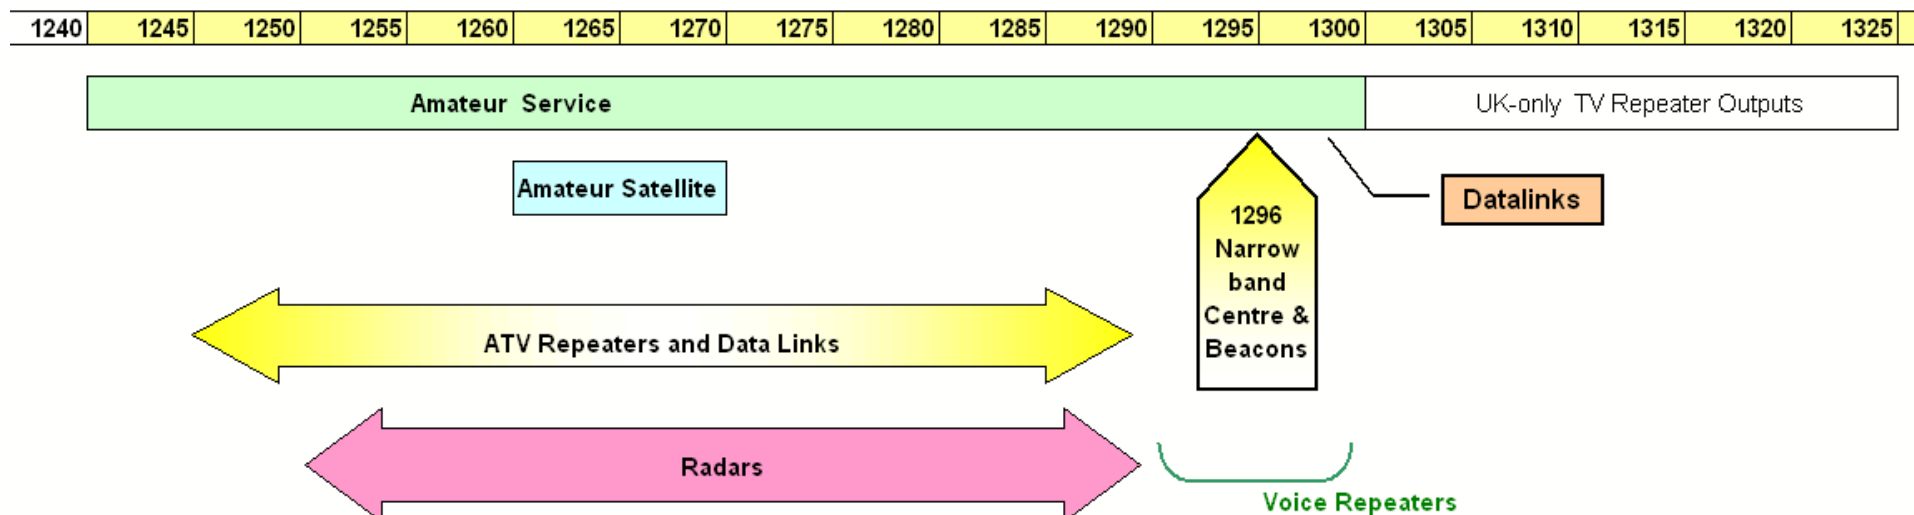 1240 1245 1250 1255 1260 1265 1270 1275 1280 1285 1290 1295 1300 1305 1310 1315 1320 1325
Amateur Service
UK-only TV Repeater Outputs
Amateur Satellite
Datalinks
1296
Narrow
band
Centre &
Beacons
ATV Repeaters and Data Links
Radars
Voice Repeaters